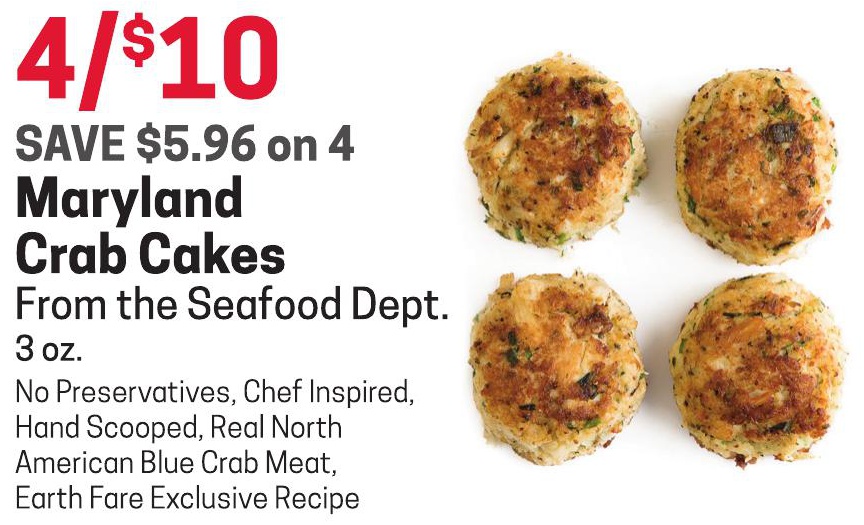 4/$10
SAVE $5.96 on 4
Maryland
Crab Cakes
From the Seafood Dept.
3 oz.
No Preservatives, Chef Inspired,
Hand Scooped, Real North
American Blue Crab Meat,
Earth Fare Exclusive Recipe